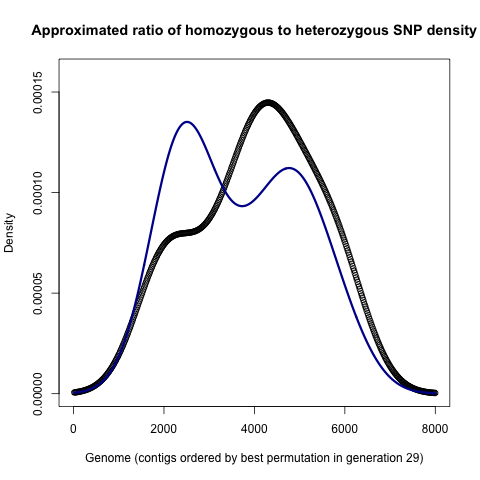 Approximated ratio of homozygous to heterozygous SNP density
0.00015
0.00010
0.00005
0.00000
Density
0 2000 4000 6000 8000
Genome (contigs ordered by best permutation in generation 29)